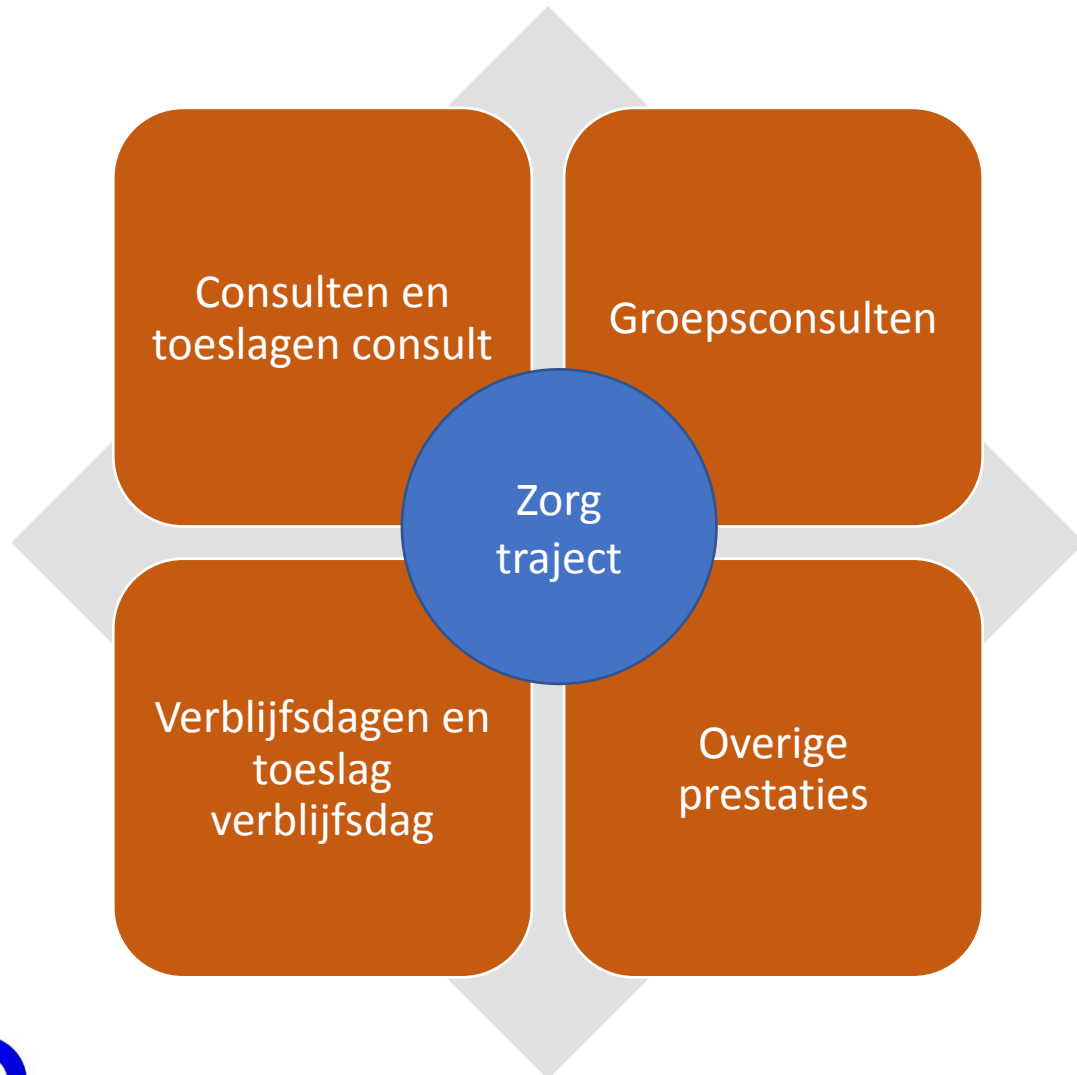 Consulten en
toeslagen consult
Groepsconsulten
Zorg
traject
Verblijfsdagen en
toeslag
verblijfsdag
Overige
prestaties